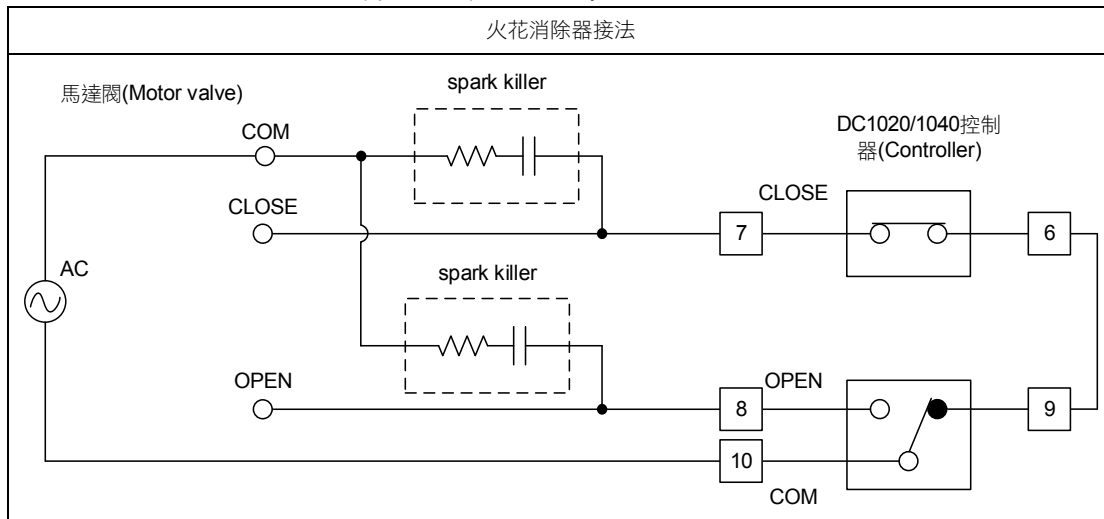 火花消除器接法
馬達閥(Motor valve)
spark killer
COM
DC1020/1040控制
器(Controller)
CLOSE
CLOSE
7
6
AC
spark killer
OPEN
OPEN
8
9
10
COM